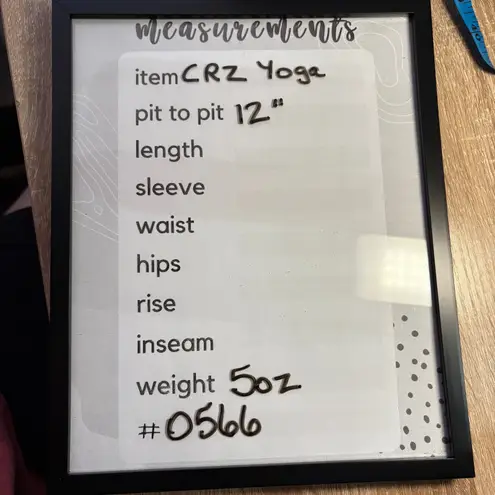 measurements
item CRZ Yoga
pit to pit 12"
length
sleeve
waist
hips
rise
inseam
weight 5oz
#0566